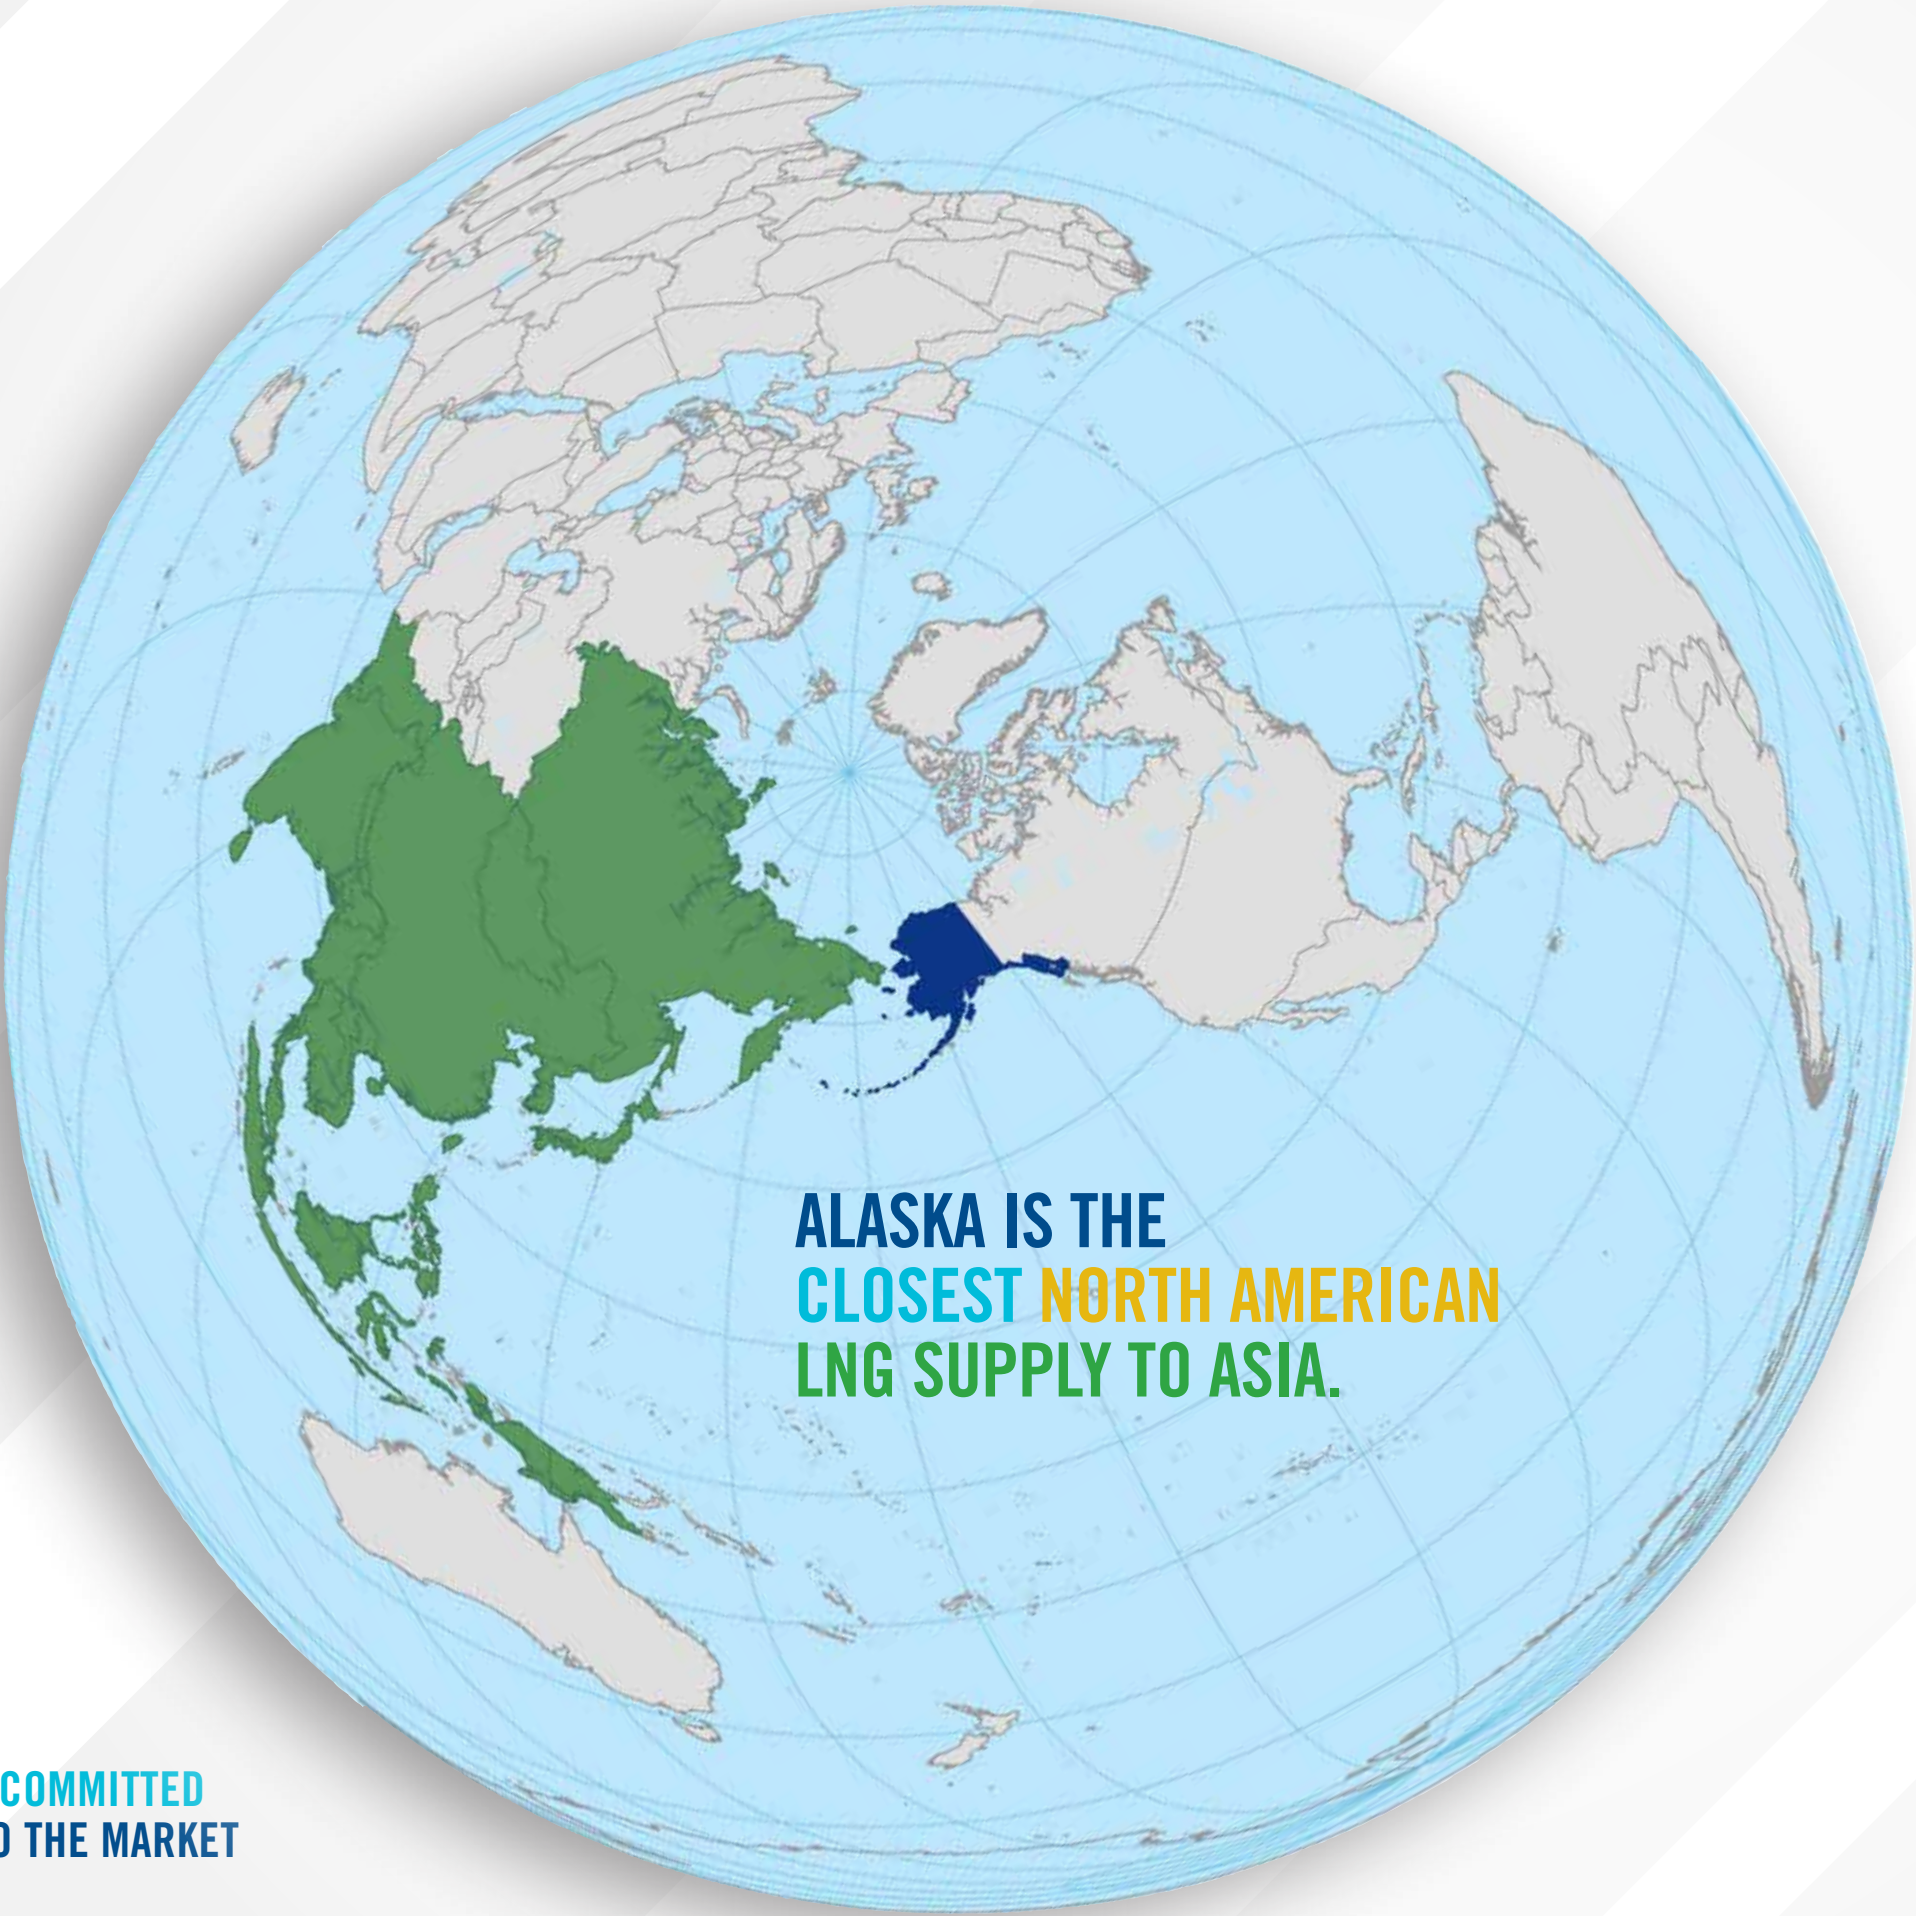 ALASKA IS THE
CLOSEST NORTH AMERICAN
LNG SUPPLY TO ASIA.
COMMITTED
THE MARKET